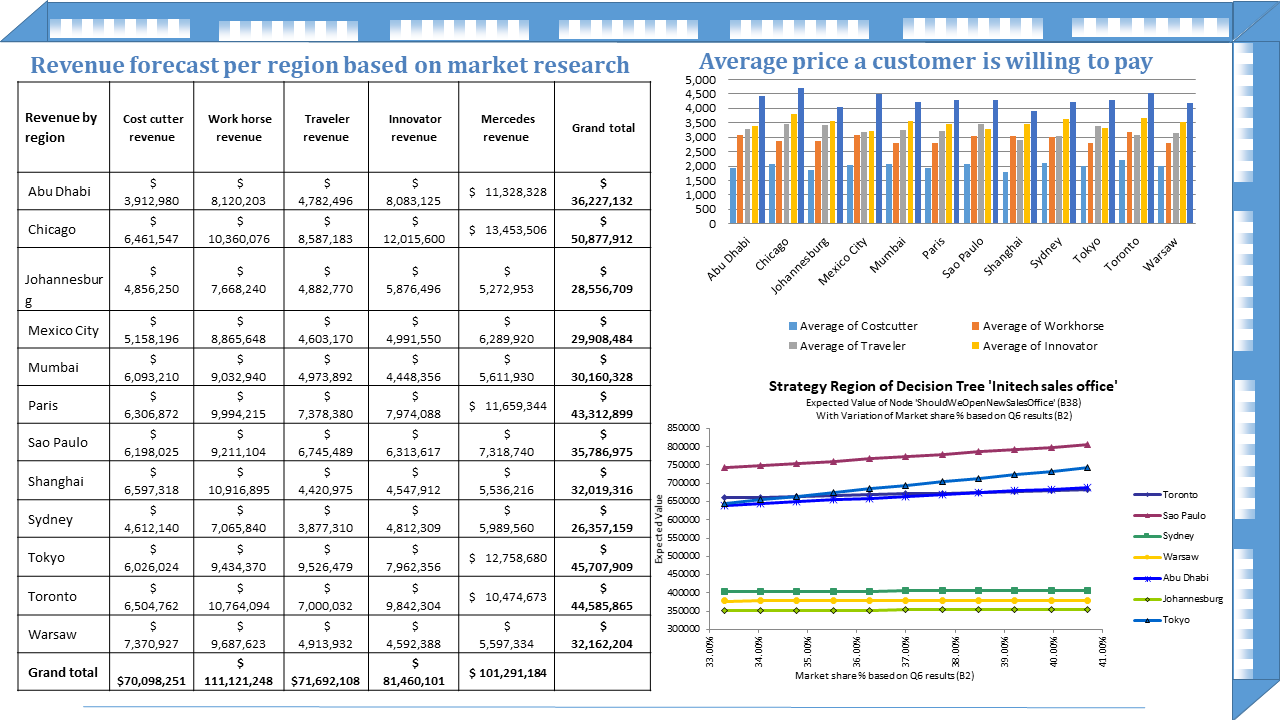 Revenue forecast per region based on market research
Revenue by region | Cost cutter revenue | Work horse revenue | Traveler revenue | Innovator revenue | Mercedes revenue | Grand total
Abu Dhabi | $ 3,912,980 | $ 8,120,203 | $ 4,782,496 | $ 8,083,125 | $ 11,328,328 | $ 36,227,132
Chicago | $ 6,461,547 | $ 10,360,076 | $ 8,587,183 | $ 12,015,600 | $ 13,453,506 | $ 50,877,912
Johannesburg | $ 4,856,250 | $ 7,668,240 | $ 4,882,770 | $ 5,876,496 | $ 5,272,953 | $ 28,556,709
Mexico City | $ 5,158,196 | $ 8,865,648 | $ 4,603,170 | $ 4,991,550 | $ 6,289,920 | $ 29,908,484
Mumbai | $ 6,093,210 | $ 9,032,940 | $ 4,973,892 | $ 4,448,356 | $ 5,611,930 | $ 30,160,328
Paris | $ 6,306,872 | $ 9,994,215 | $ 7,378,380 | $ 7,974,088 | $ 11,659,344 | $ 43,312,899
Sao Paulo | $ 6,198,025 | $ 9,211,104 | $ 6,745,489 | $ 6,313,617 | $ 7,318,740 | $ 35,786,975
Shanghai | $ 6,597,318 | $ 10,916,895 | $ 4,420,975 | $ 4,547,912 | $ 5,536,216 | $ 32,019,316
Sydney | $ 4,612,140 | $ 7,065,840 | $ 3,877,310 | $ 4,812,309 | $ 5,989,560 | $ 26,357,159
Tokyo | $ 6,026,024 | $ 9,434,370 | $ 9,526,479 | $ 7,962,356 | $ 12,758,680 | $ 45,707,909
Toronto | $ 6,504,762 | $ 10,764,094 | $ 7,000,032 | $ 9,842,304 | $ 10,474,673 | $ 44,585,865
Warsaw | $ 7,370,927 | $ 9,687,623 | $ 4,913,932 | $ 4,592,388 | $ 5,597,334 | $ 32,162,204
Grand total | $70,098,251 | $ 111,121,248 | $71,692,108 | $ 81,460,101 | $ 101,291,184
Average price a customer is willing to pay
5,000
4,500
4,000
3,500
3,000
2,500
2,000
1,500
1,000
500
0
Abu Dhabi
Chicago
Johannesburg
Mexico City
Mumbai
Paris
Sao Paulo
Shanghai
Sydney
Tokyo
Toronto
Warsaw
Average of Costcutter
Average of Workhorse
Average of Traveler
Average of Innovator
Strategy Region of Decision Tree 'Initech sales office'
Expected Value of Node 'ShouldWeOpenNewSalesOffice' (B38)
With Variation of Market share % based on Q6 results (B2)
Expected Value
850000
800000
750000
700000
650000
600000
550000
500000
450000
400000
350000
300000
33.00%
34.00%
35.00%
36.00%
37.00%
38.00%
39.00%
40.00%
41.00%
Market share % based on Q6 results (B2)
Toronto
Sao Paulo
Sydney
Warsaw
Abu Dhabi
Johannesburg
Tokyo